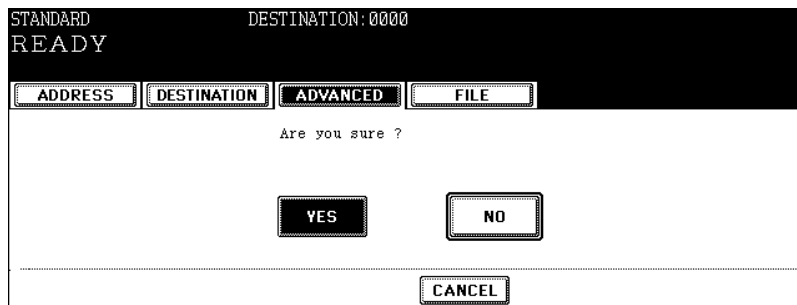 STANDARD DESTINATION:0000
READY
ADDRESS DESTINATION ADVANCED FILE
Are you sure ?
YES NO
CANCEL